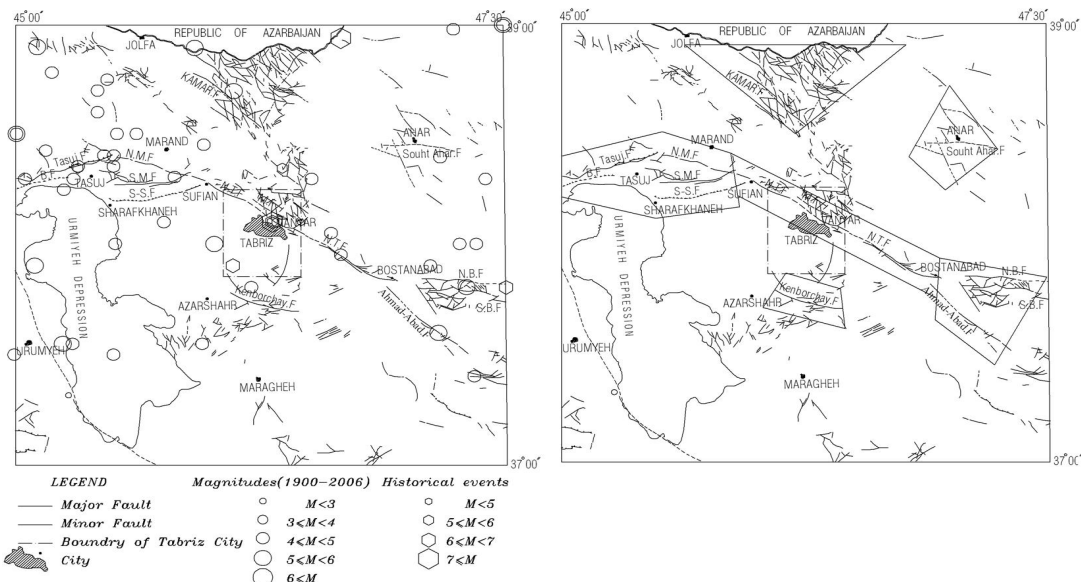 45 00'
47 30'
39 00'
REPUBLIC OF AZARBAIJAN
JOLFA
KAMAR F.
AHAR
Souht Ahar.F
MARAND
Tasuj.F
N.M.F
B.F
TASUJ
S.M.F
S-S.F
SUFIAN
N.T.F
SHARAFKHANEH
TABRIZ
N.T.F
BOSTANABAD
N.B.F
S.B.F
URMIYEH DEPRESSION
AZARSHAHR
Kenborchay.F
Ahmad-Abad.F
URUMYEH
MARAGHEH
37 00'
45 00'
47 30'
39 00'
REPUBLIC OF AZARBAIJAN
JOLFA
KAMAR F.
AHAR
Souht Ahar.F
MARAND
Tasuj.F
N.M.F
B.F
TASUJ
S.M.F
S-S.F
SUFIAN
N.T.F
SHARAFKHANEH
TABRIZ
N.T.F
BOSTANABAD
N.B.F
S.B.F
URMIYEH DEPRESSION
AZARSHAHR
Kenborchay.F
Ahmad-Abad.F
URUMYEH
MARAGHEH
37 00'
LEGEND Magnitudes(1900-2006) Historical events
Major Fault M<3 M<5
Minor Fault 3⩽M<4 5⩽M<6
Boundry of Tabriz City 4⩽M<5 6⩽M<7
City 5⩽M<6 7⩽M
6⩽M